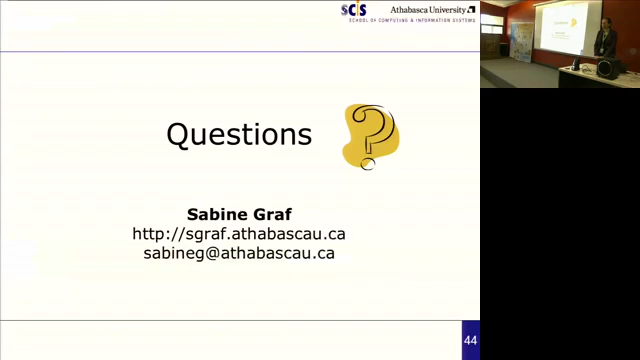 SCIS
Athabasca University
SCHOOL OF COMPUTING & INFORMATION SYSTEMS
Questions
?
Sabine Graf
http://sgraf.athabascau.ca
sabineg@athabascau.ca
44